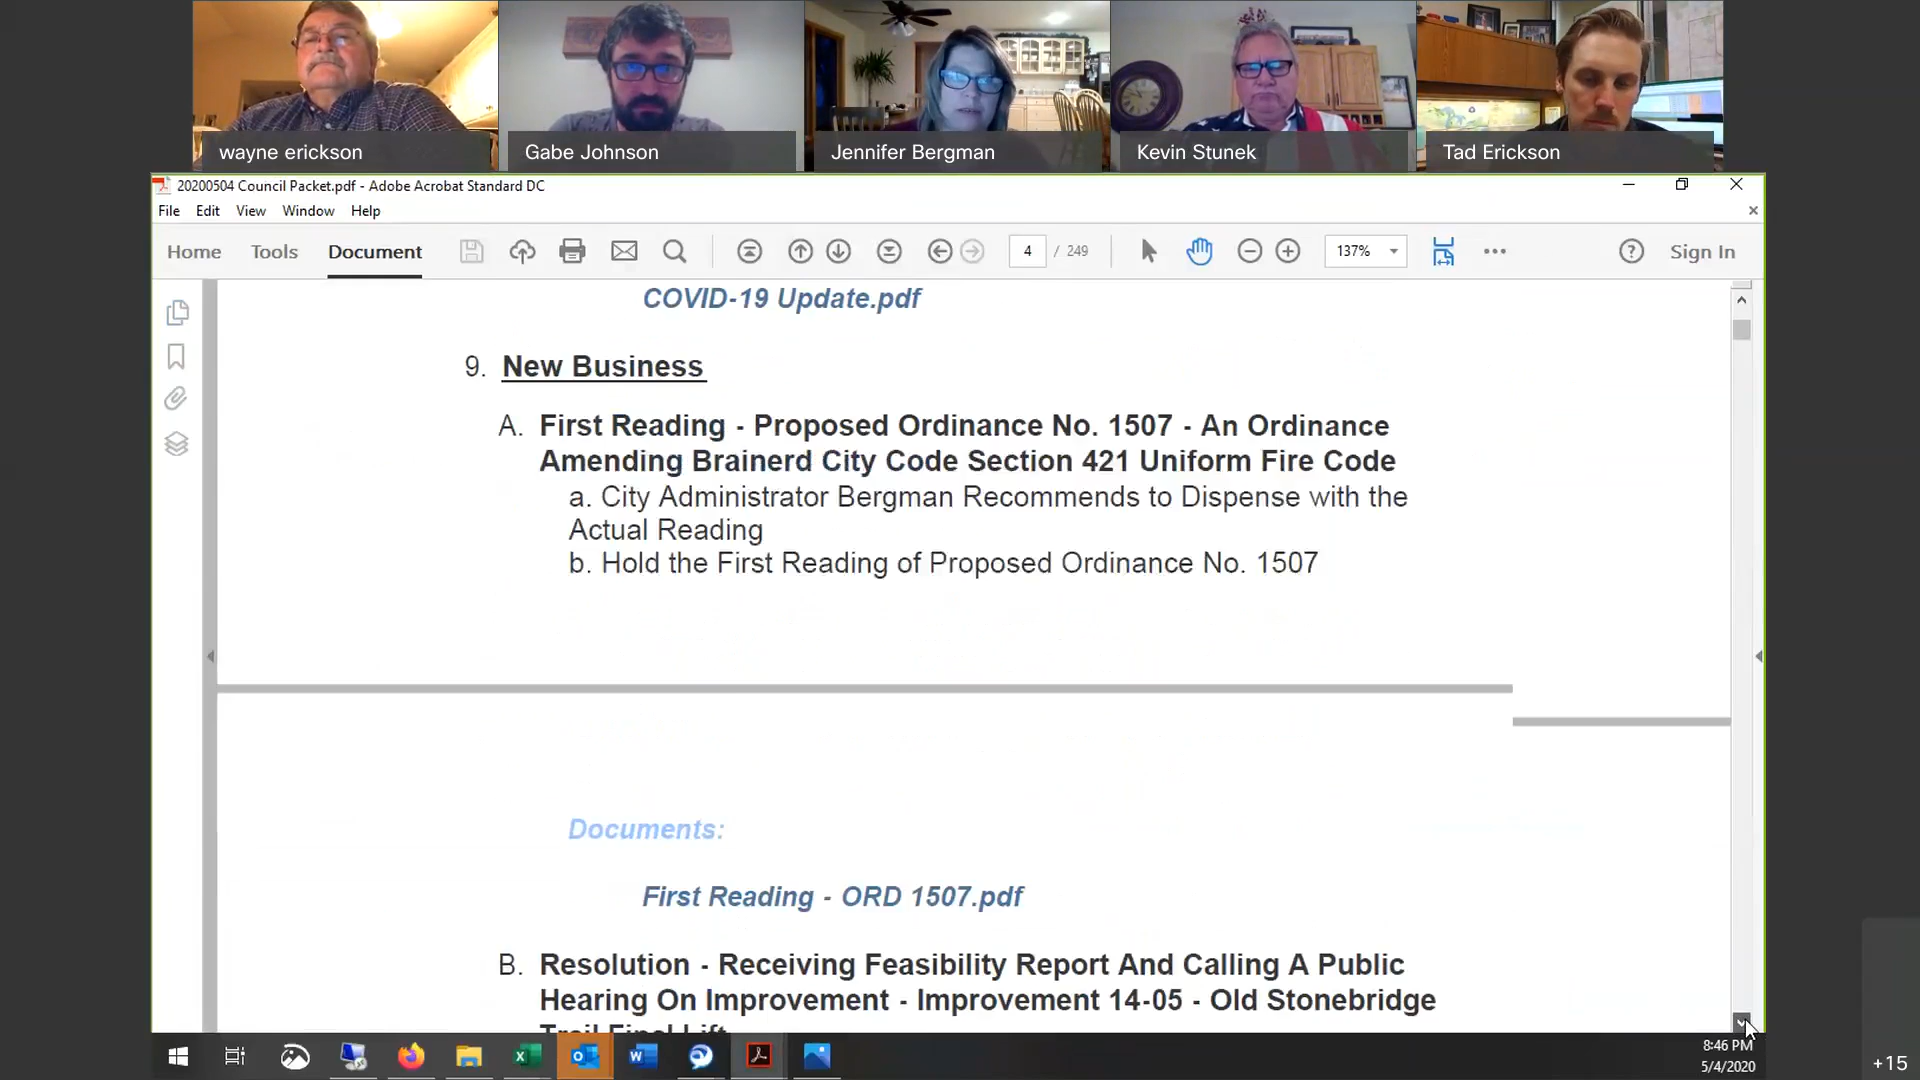 wayne erickson
Gabe Johnson
Jennifer Bergman
Kevin Stunek
Tad Erickson
20200504 Council Packet.pdf - Adobe Acrobat Standard DC
File Edit View Window Help
Home Tools Document 4 / 249 137% Sign In
COVID-19 Update.pdf
9. New Business
A. First Reading - Proposed Ordinance No. 1507 - An Ordinance
Amending Brainerd City Code Section 421 Uniform Fire Code
a. City Administrator Bergman Recommends to Dispense with the
Actual Reading
b. Hold the First Reading of Proposed Ordinance No. 1507
Documents:
First Reading - ORD 1507.pdf
B. Resolution - Receiving Feasibility Report And Calling A Public
Hearing On Improvement - Improvement 14-05 - Old Stonebridge
Trail Final Lift
8:46 PM
5/4/2020
+15